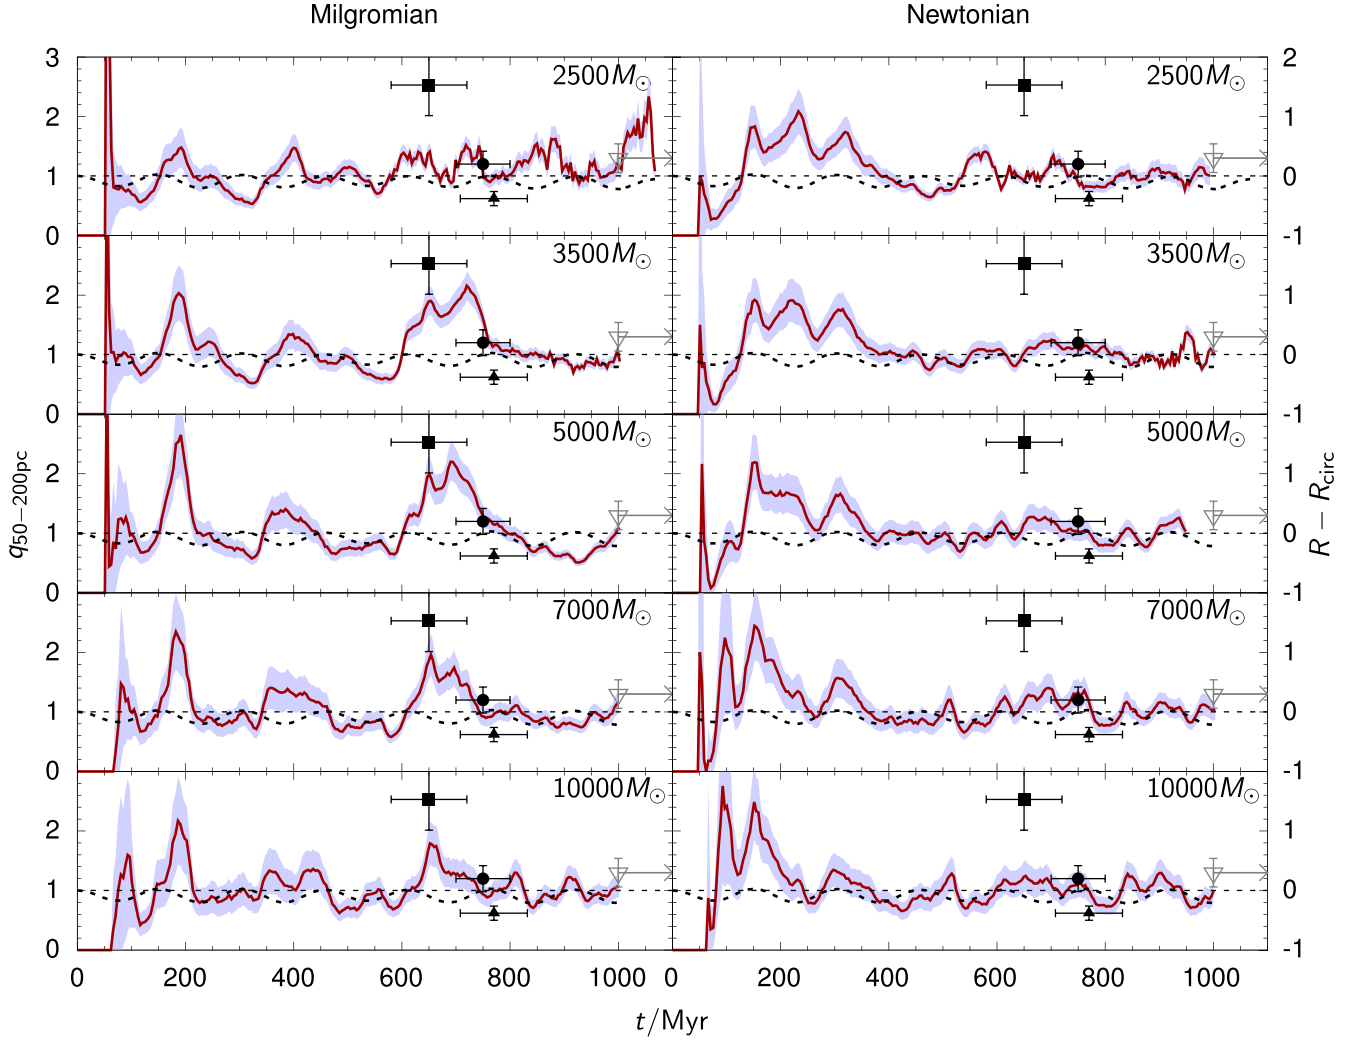 Milgromian Newtonian
3 2500M☉ 2500M☉ 2
2 1
1 0
0 3500M☉ 3500M☉ -1
2 1
1 0
0 5000M☉ 5000M☉ -1
2 1
q50−200pc R − Rcirc
1 0
0 7000M☉ 7000M☉ -1
2 1
1 0
0 10000M☉ 10000M☉ -1
2 1
1 0
0 -1
0 200 400 600 800 1000 0 200 400 600 800 1000
t/Myr